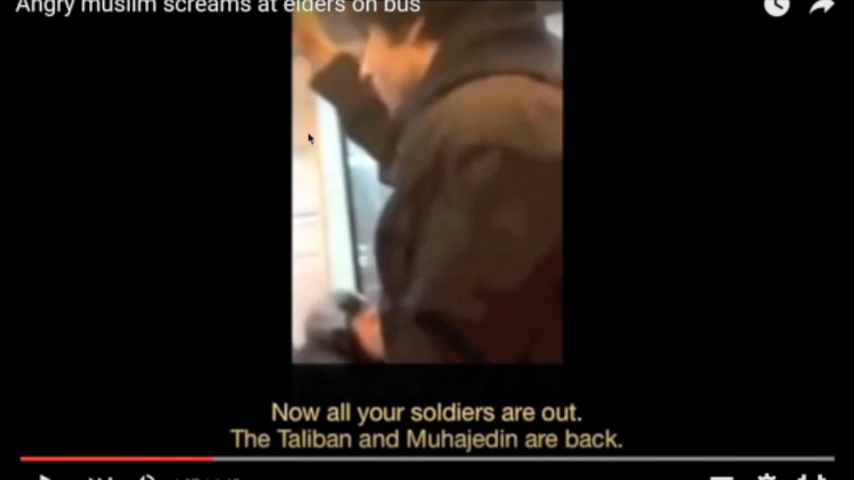 Angry muslim screams at elders on bus
Now all your soldiers are out.
The Taliban and Muhajedin are back.